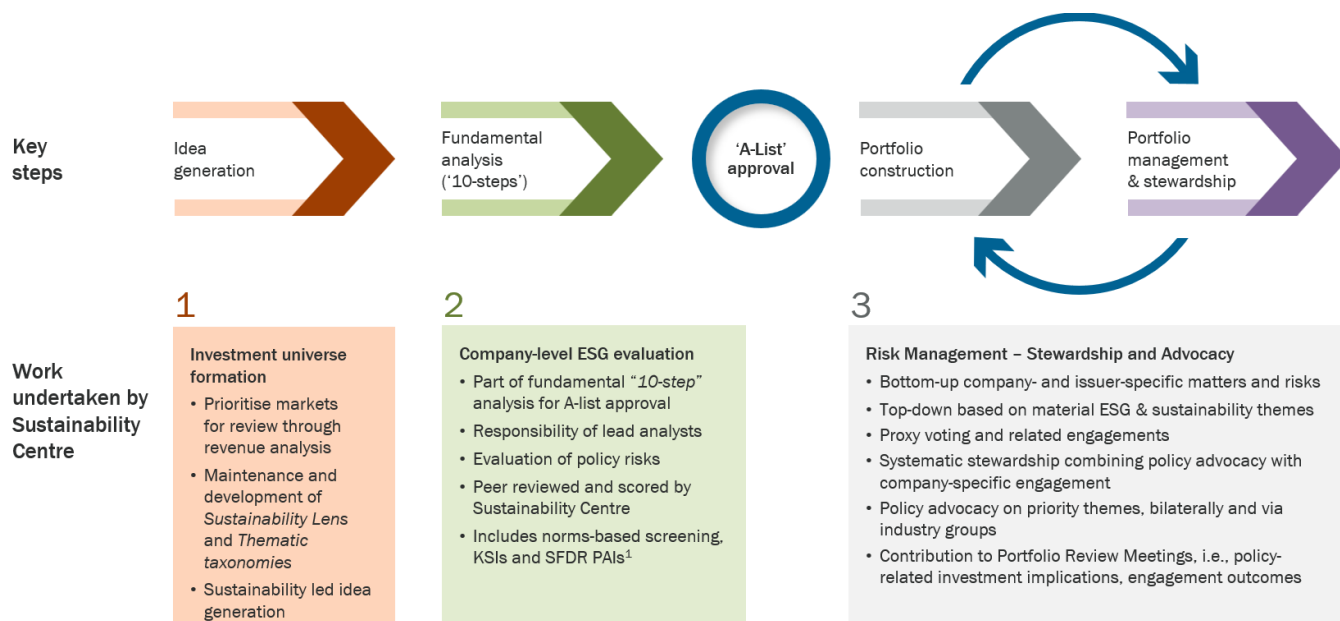 Key
steps
Idea
generation
Fundamental
analysis
(‘10-steps’)
‘A-List’
approval
Portfolio
construction
Portfolio
management
& stewardship
Work
undertaken by
Sustainability
Centre
1
Investment universe
formation
• Prioritise markets
for review through
revenue analysis
• Maintenance and
development of
Sustainability Lens
and Thematic
taxonomies
• Sustainability led idea
generation
2
Company-level ESG evaluation
• Part of fundamental “10-step”
analysis for A-list approval
• Responsibility of lead analysts
• Evaluation of policy risks
• Peer reviewed and scored by
Sustainability Centre
• Includes norms-based screening,
KSIs and SFDR PAIs¹
3
Risk Management – Stewardship and Advocacy
• Bottom-up company- and issuer-specific matters and risks
• Top-down based on material ESG & sustainability themes
• Proxy voting and related engagements
• Systematic stewardship combining policy advocacy with
company-specific engagement
• Policy advocacy on priority themes, bilaterally and via
industry groups
• Contribution to Portfolio Review Meetings, i.e., policy-
related investment implications, engagement outcomes